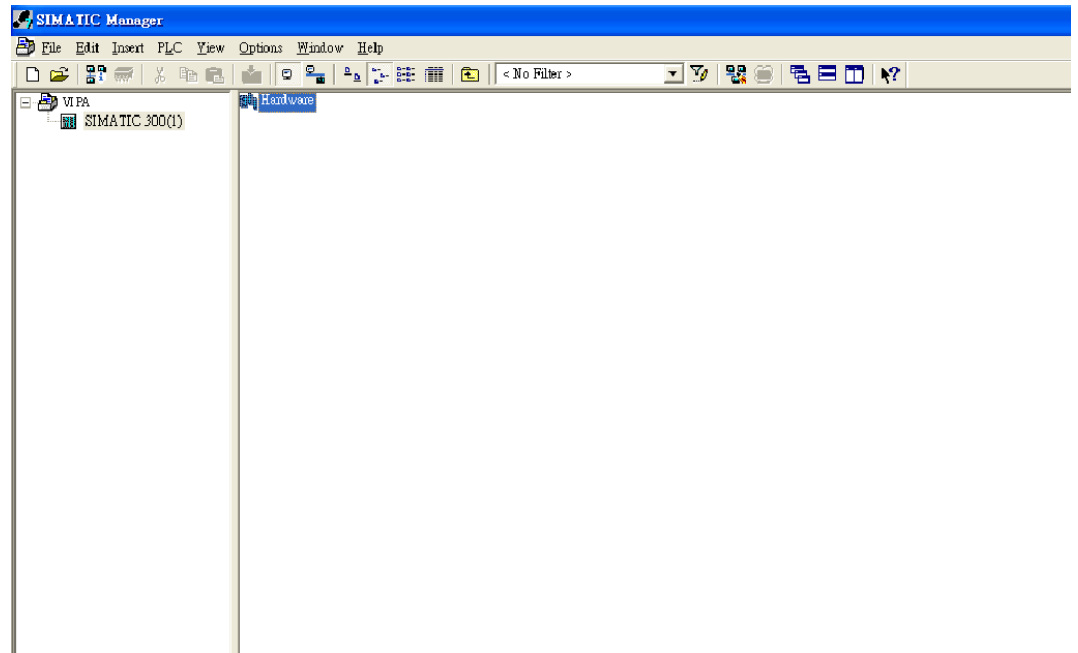 SIMATIC Manager
File Edit Insert PLC View Options Window Help
< No Filter >
VIPA
SIMATIC 300(1)
Hardware